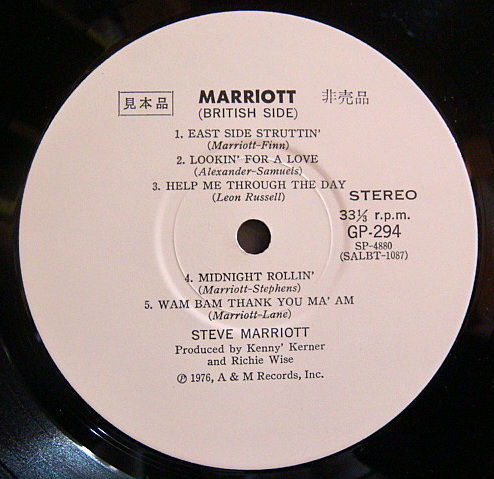 見本品
MARRIOTT
非売品
(BRITISH SIDE)
1. EAST SIDE STRUTTIN'
(Marriott-Finn)
2. LOOKIN' FOR A LOVE
(Alexander-Samuels)
3. HELP ME THROUGH THE DAY
(Leon Russell)
STEREO
33⅓ r.p.m.
GP-294
SP-4880
(SALBT-1087)
4. MIDNIGHT ROLLIN'
(Marriott-Stephens)
5. WAM BAM THANK YOU MA' AM
(Marriott-Lane)
STEVE MARRIOTT
Produced by Kenny' Kerner
and Richie Wise
℗ 1976, A & M Records, Inc.